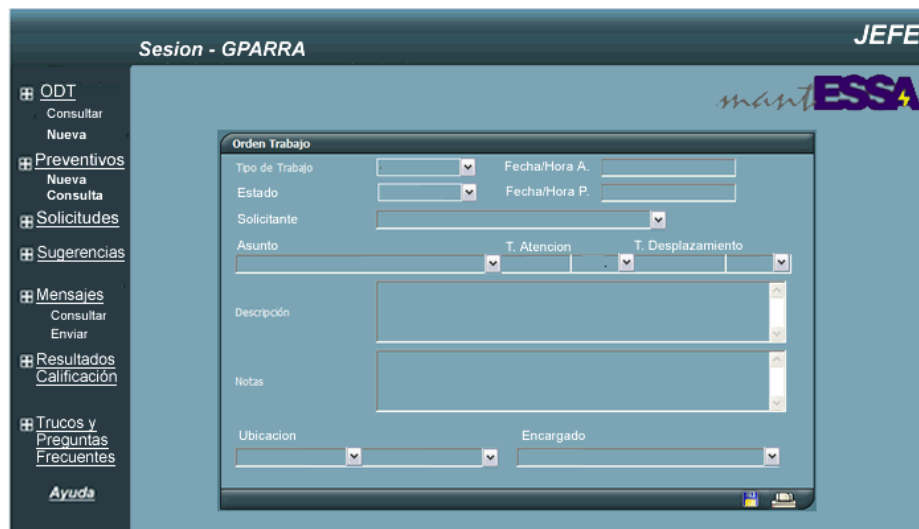 JEFE
Sesion - GPARRA
mantESSA
ODT
Consultar
Nueva
Preventivos
Nueva
Consulta
Solicitudes
Sugerencias
Mensajes
Consultar
Enviar
Resultados
Calificación
Trucos y
Preguntas
Frecuentes
Ayuda
Orden Trabajo
Tipo de Trabajo
Fecha/Hora A.
Estado
Fecha/Hora P.
Solicitante
Asunto
T. Atencion
T. Desplazamiento
Descripción
Notas
Ubicacion
Encargado